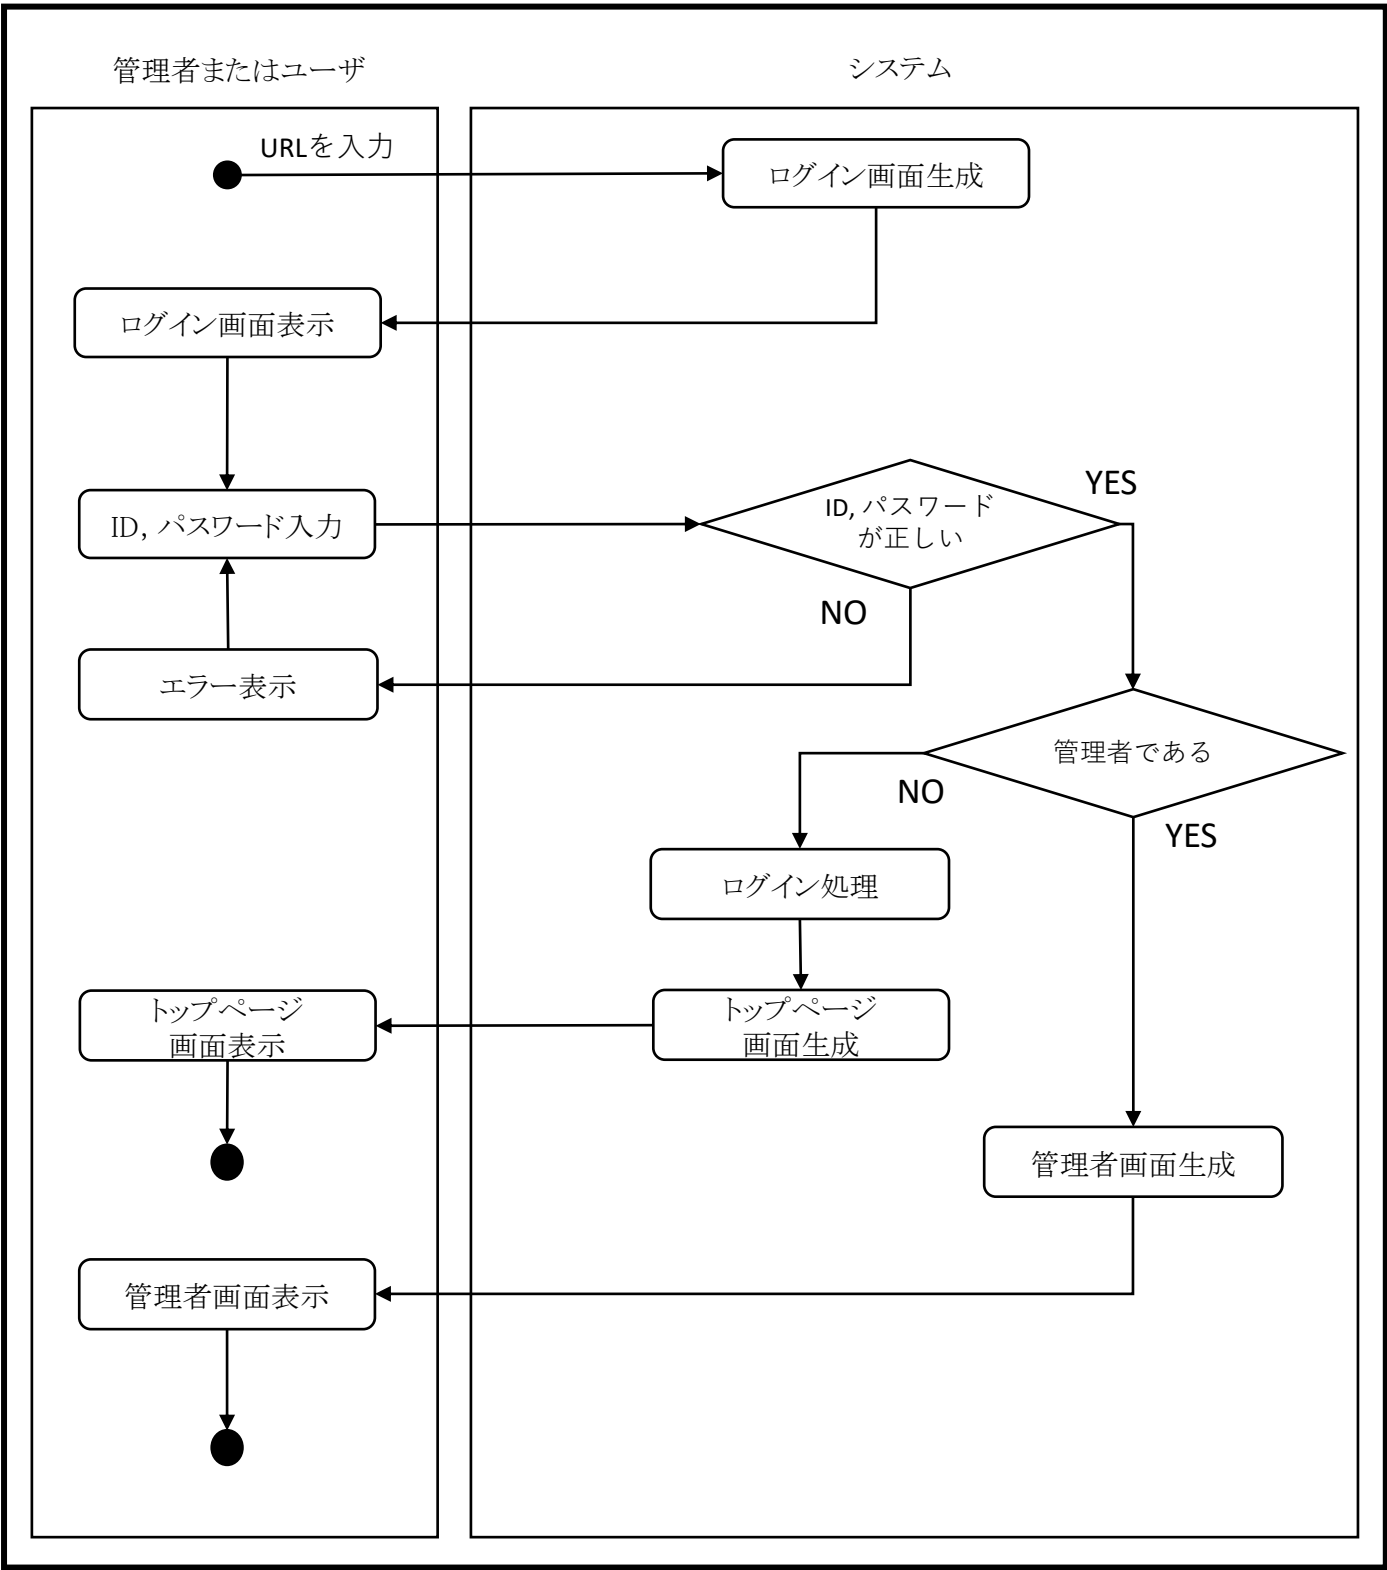 管理者またはユーザ
システム
URLを入力
ログイン画面生成
ログイン画面表示
ID, パスワード入力
ID, パスワード
が正しい
YES
NO
エラー表示
管理者である
NO
YES
ログイン処理
トップページ
画面表示
トップページ
画面生成
管理者画面生成
管理者画面表示